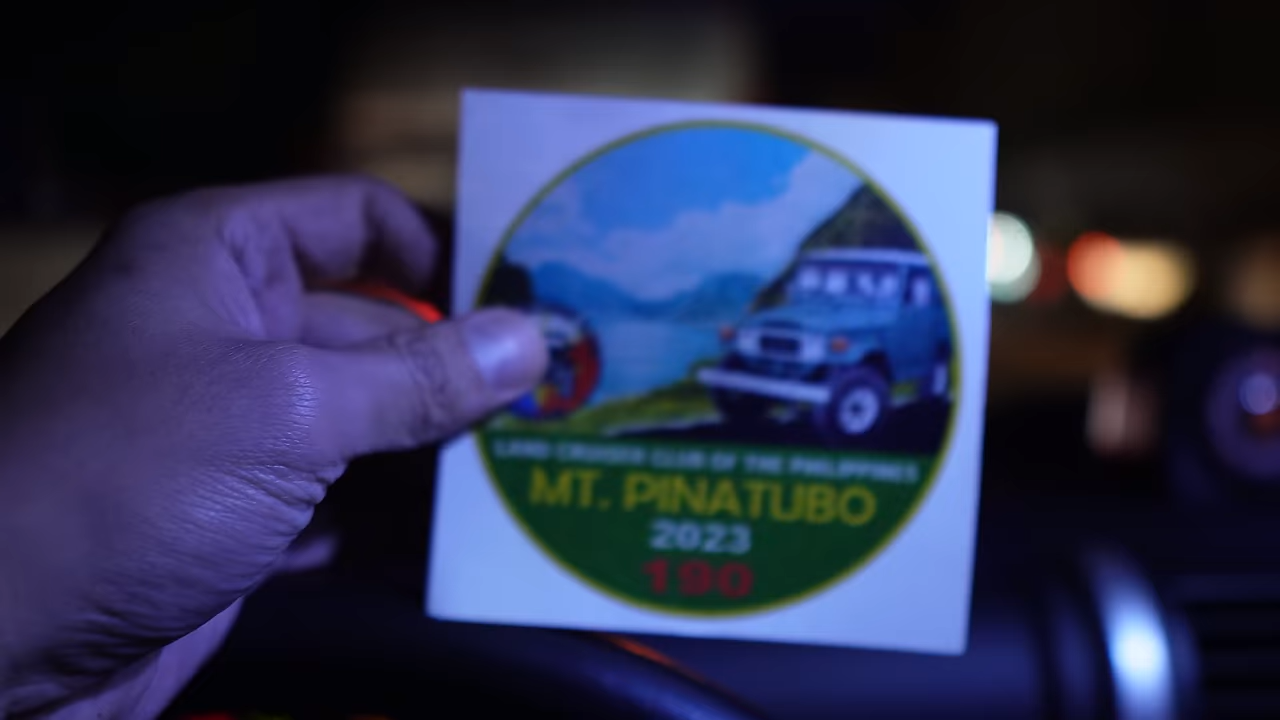 LAND CRUISER CLUB OF THE PHILIPPINES
MT. PINATUBO
2023
190